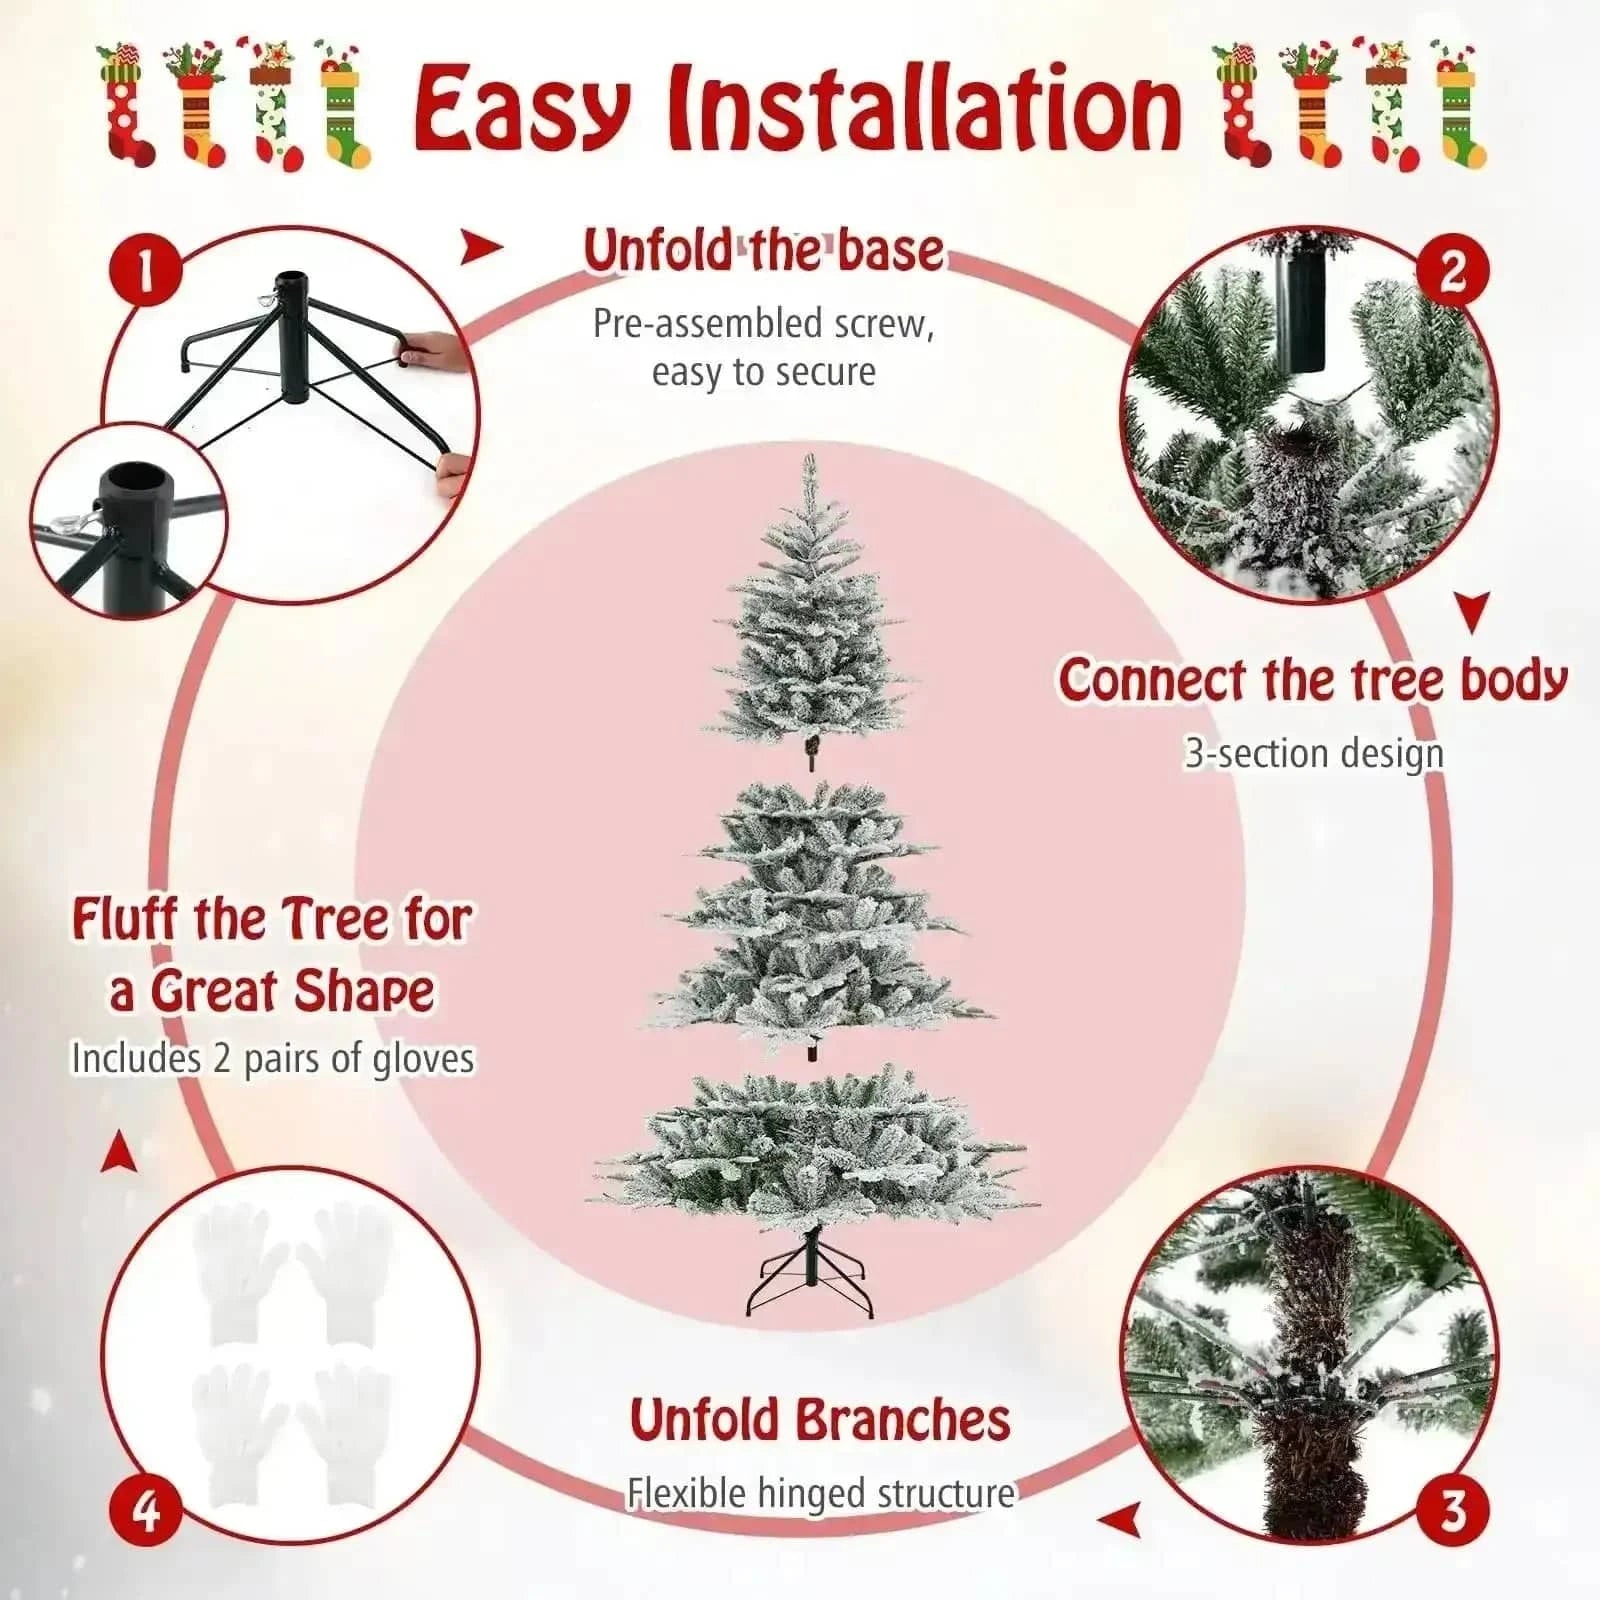 Easy Installation
1
Unfold the base
Pre-assembled screw,
easy to secure
2
Connect the tree body
3-section design
3
Unfold Branches
Flexible hinged structure
4
Fluff the Tree for
a Great Shape
Includes 2 pairs of gloves